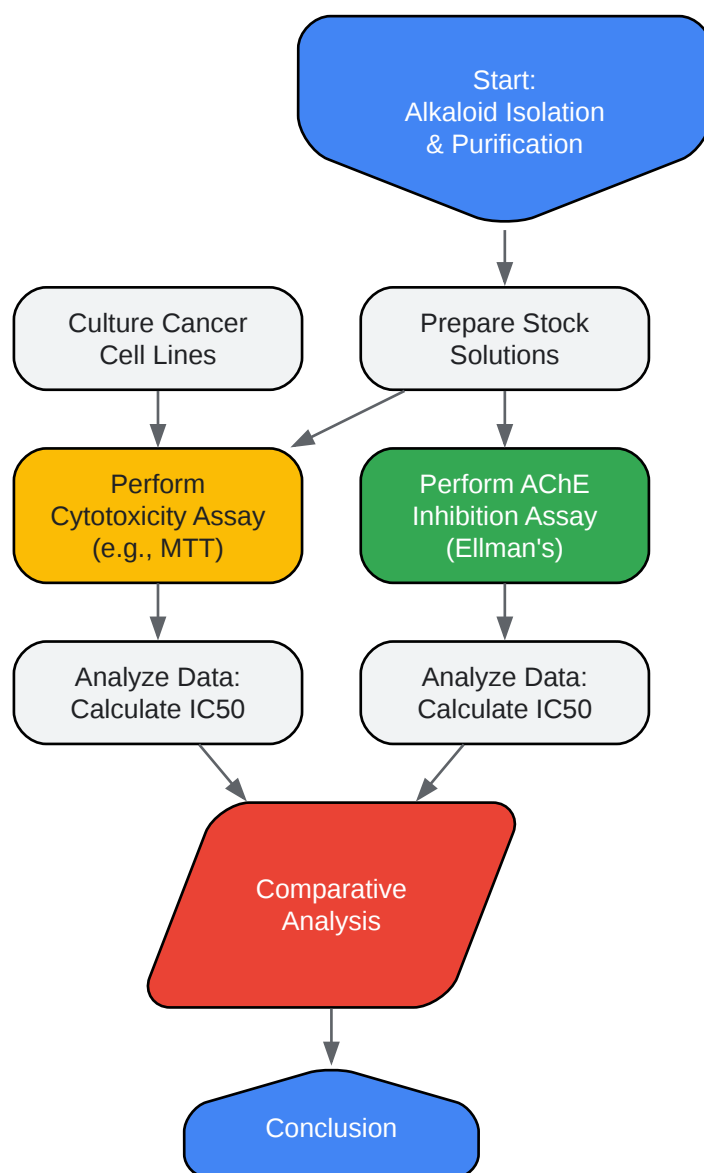 Start:
Alkaloid Isolation
& Purification
Culture Cancer
Cell Lines
Prepare Stock
Solutions
Perform
Cytotoxicity Assay
(e.g., MTT)
Perform AChE
Inhibition Assay
(Ellman's)
Analyze Data:
Calculate IC50
Analyze Data:
Calculate IC50
Comparative
Analysis
Conclusion